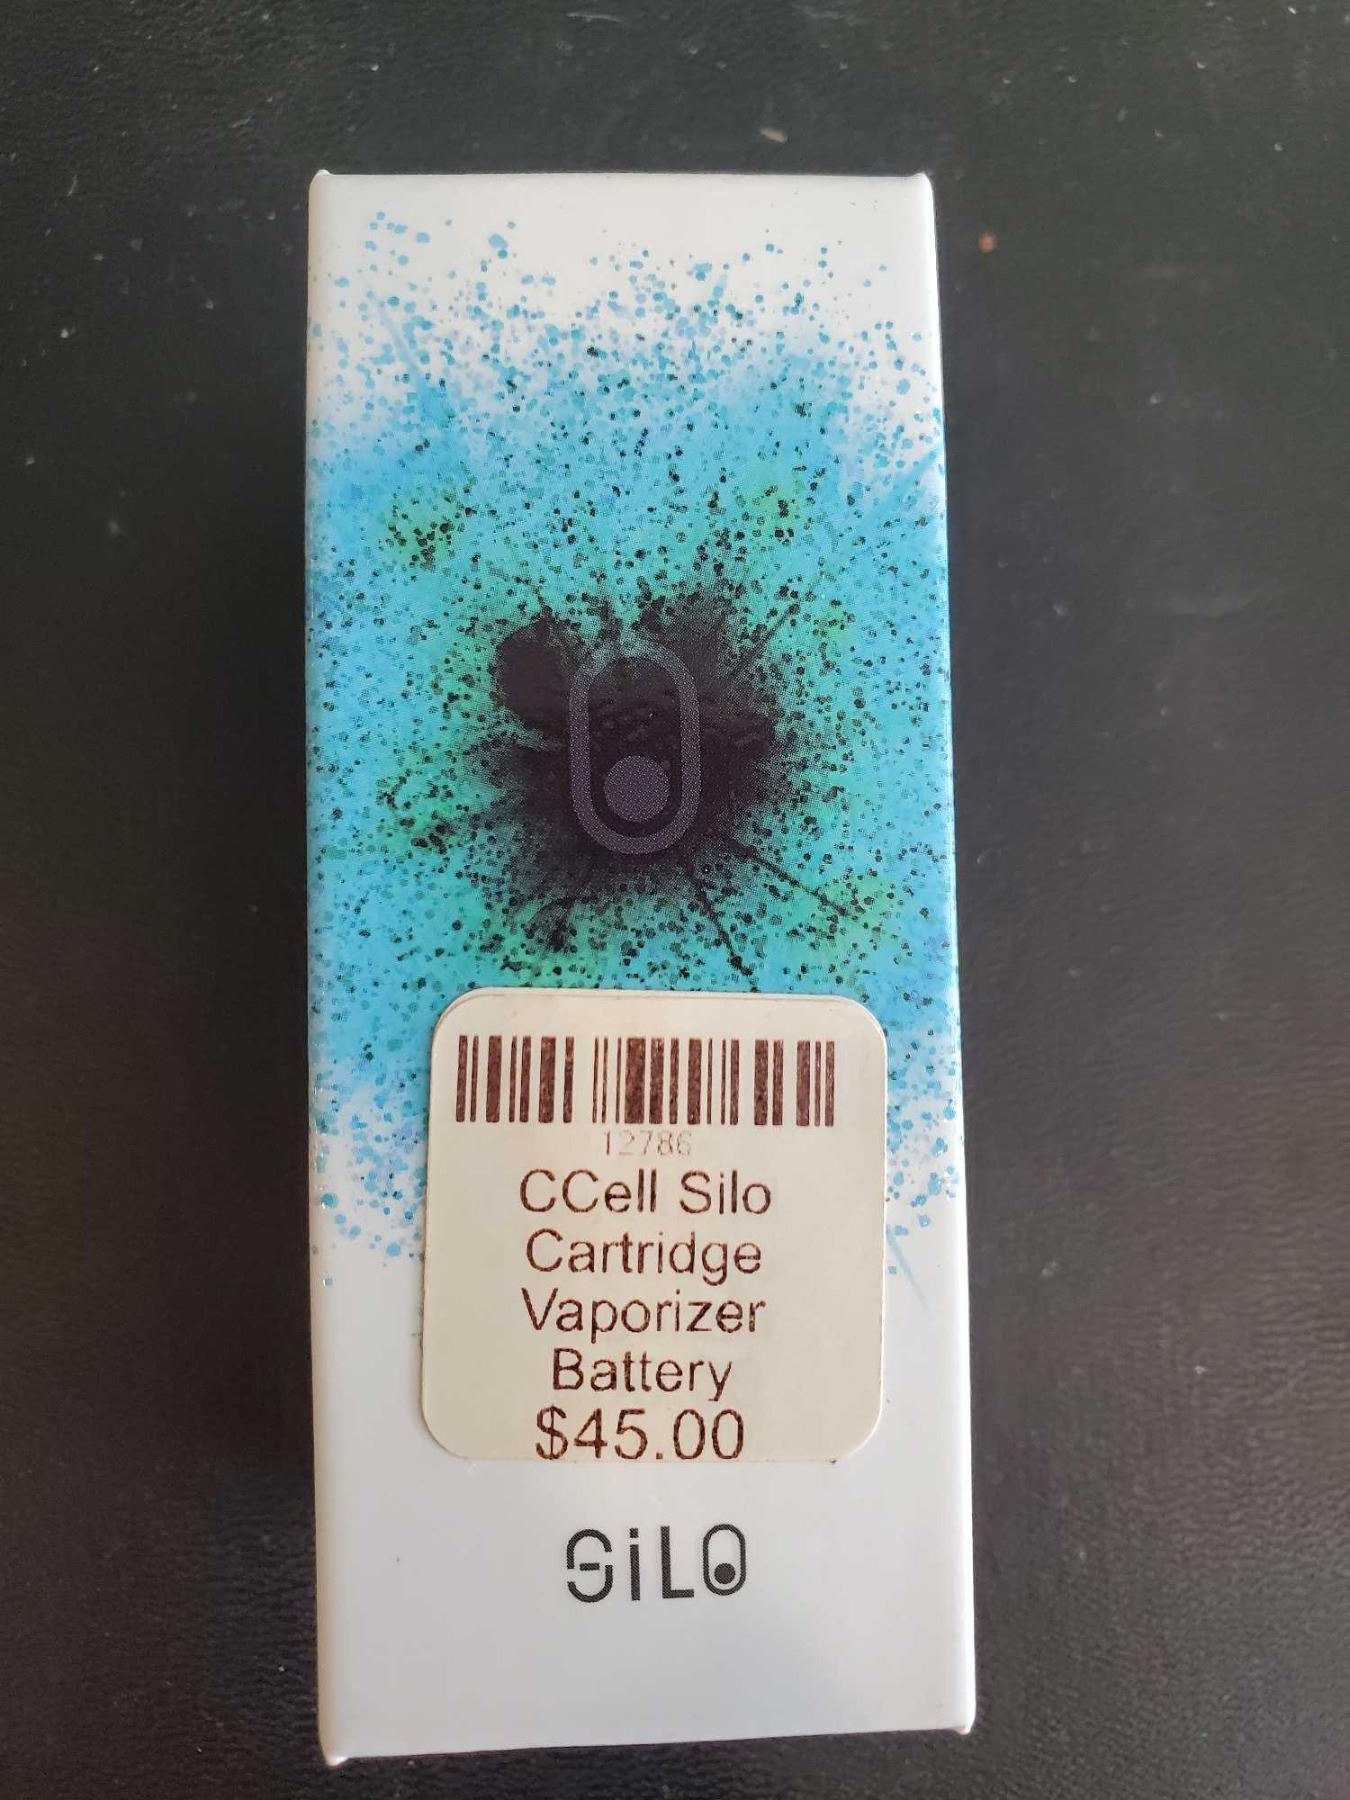 12786
CCell Silo
Cartridge
Vaporizer
Battery
$45.00
SiLO